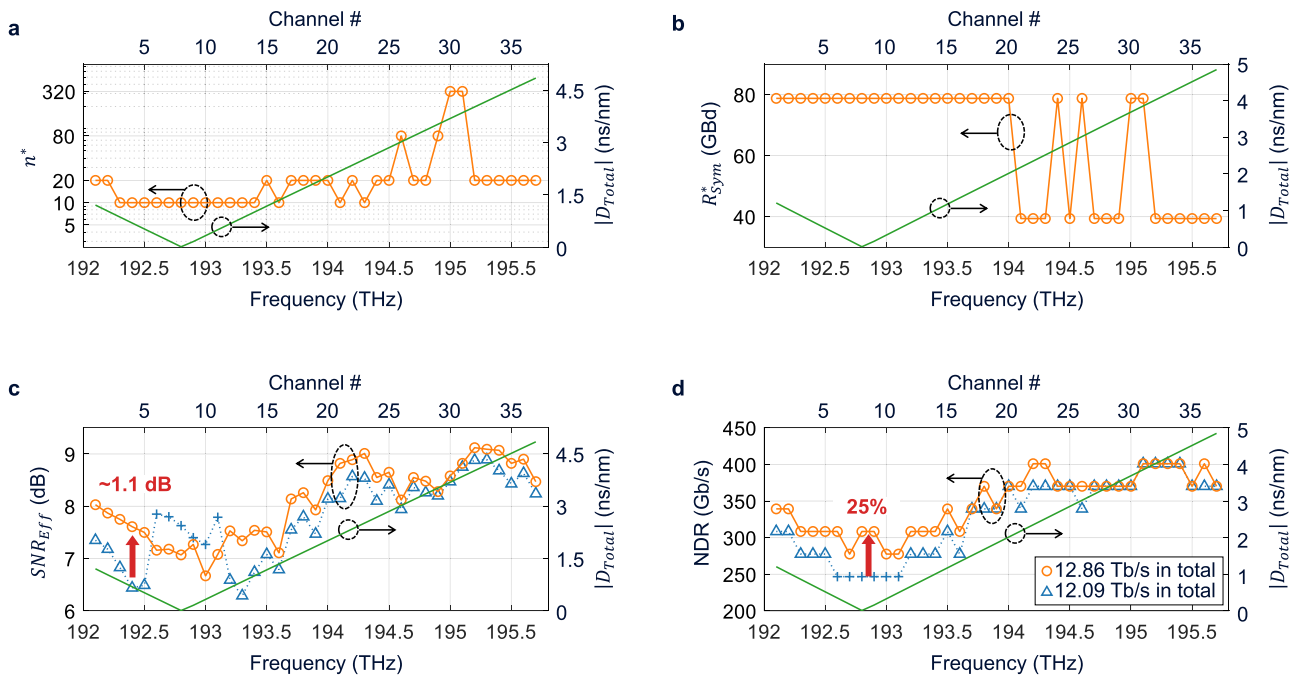 a
Channel #
5 10 15 20 25 30 35
320
80
20
10
5
n*
4.5
3
1.5
0
|D_Total| (ns/nm)
192 192.5 193 193.5 194 194.5 195 195.5
Frequency (THz)
b
Channel #
5 10 15 20 25 30 35
80
60
40
R*_Sym (GBd)
5
4
3
2
1
0
|D_Total| (ns/nm)
192 192.5 193 193.5 194 194.5 195 195.5
Frequency (THz)
c
Channel #
5 10 15 20 25 30 35
9
8
7
6
SNR_Eff (dB)
~1.1 dB
4.5
3
1.5
0
|D_Total| (ns/nm)
192 192.5 193 193.5 194 194.5 195 195.5
Frequency (THz)
d
Channel #
5 10 15 20 25 30 35
450
400
350
300
250
200
NDR (Gb/s)
25%
12.86 Tb/s in total
12.09 Tb/s in total
5
4
3
2
1
0
|D_Total| (ns/nm)
192 192.5 193 193.5 194 194.5 195 195.5
Frequency (THz)